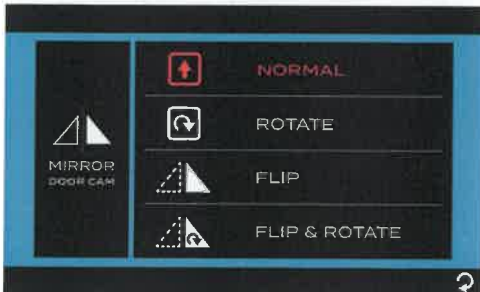 MIRROR
DOOR CAM
NORMAL
ROTATE
FLIP
FLIP & ROTATE